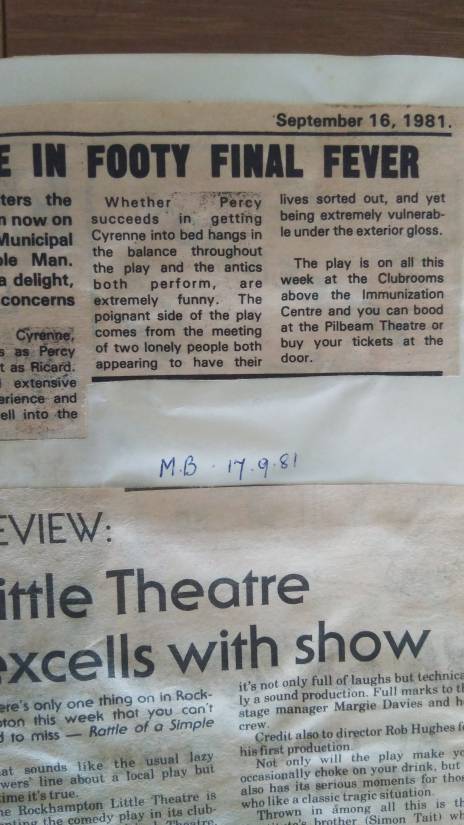 September 16, 1981.
E IN FOOTY FINAL FEVER
ters the
n now on
Municipal
ple Man.
a delight,
concerns
Cyrenne,
s as Percy
t as Ricard.
extensive
erience and
ell into the
Whether Percy
succeeds in getting
Cyrenne into bed hangs in
the balance throughout
the play and the antics
both perform, are
extremely funny. The
poignant side of the play
comes from the meeting
of two lonely people both
appearing to have their
lives sorted out, and yet
being extremely vulnerab-
le under the exterior gloss.
The play is on all this
week at the Clubrooms
above the Immunization
Centre and you can bood
at the Pilbeam Theatre or
buy your tickets at the
door.
M.B. 17.9.81
EVIEW:
ittle Theatre
excells with show
ere's only one thing on in Rock-
pton this week that you can't
d to miss — Rattle of a Simple
at sounds like the usual lazy
wers' line about a local play but
time it's true.
e Rockhampton Little Theatre is
nting the comedy play in its club-
Theatre
it's not only full of laughs but technica
ly a sound production. Full marks to th
stage manager Margie Davies and h
crew.
Credit also to director Rob Hughes fo
his first production.
Not only will the play make yo
occasionally choke on your drink, but
also has its serious moments for thos
who like a classic tragic situation.
Thrown in among all this is th
(Simon Tait) wh